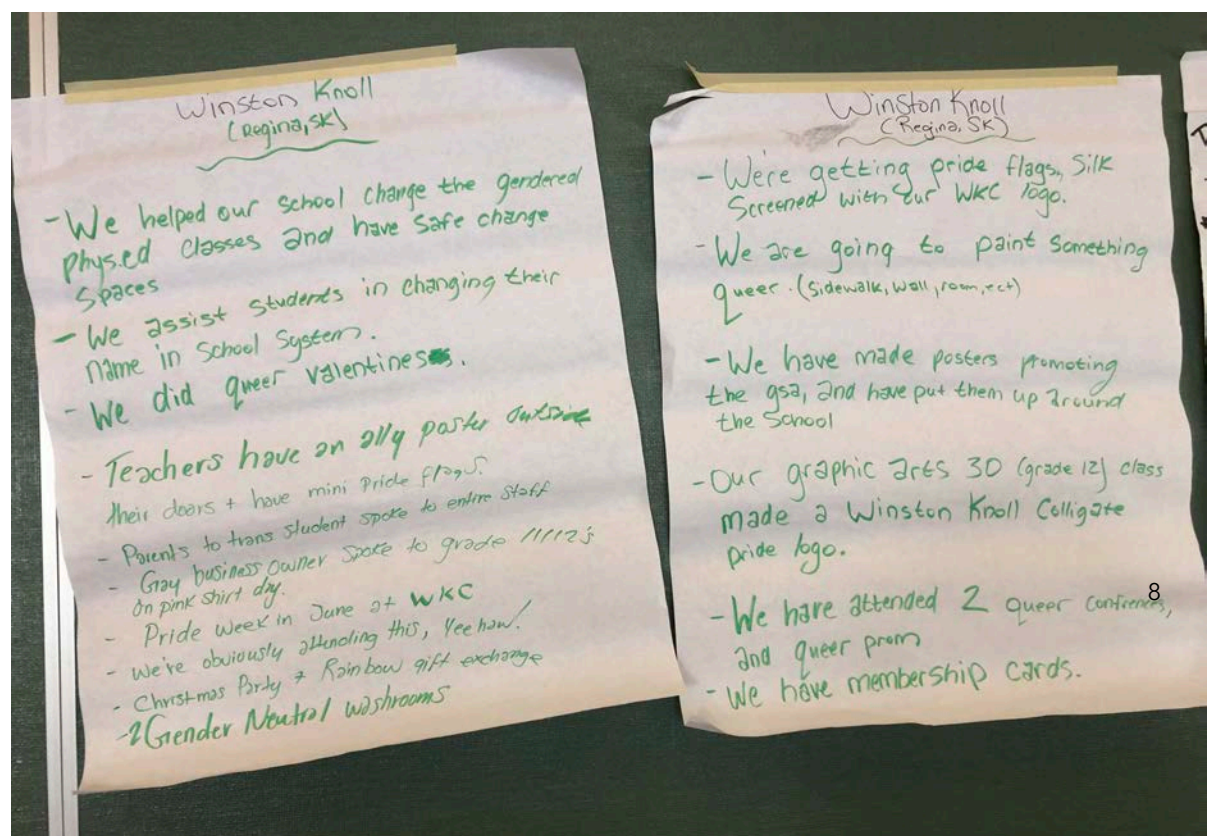 Winston Knoll
(Regina, SK)
- We helped our school change the gendered
phys.ed classes and have safe change
spaces
- We assist students in changing their
name in School System.
- We did queer valentines.
- Teachers have an ally poster outside
their doors + have mini Pride flags.
- Parents to trans student spoke to entire staff
- Gay business owner spoke to grade 11/12's
on pink shirt day.
- Pride week in June at WKC
- we're obviously attending this, Yee haw!
- Christmas Party + Rainbow gift exchange
-2 Gender Neutral washrooms
Winston Knoll
(Regina, SK)
- We're getting pride flags, Silk
Screened with our WKC logo.
- We are going to paint something
queer. (sidewalk, wall, room, ect)
- We have made posters promoting
the gsa, and have put them up around
the School
- Our graphic arts 30 (grade 12) class
made a Winston Knoll Colligate
pride logo.
8
- We have attended 2 queer confrences,
and queer prom
- We have membership cards.